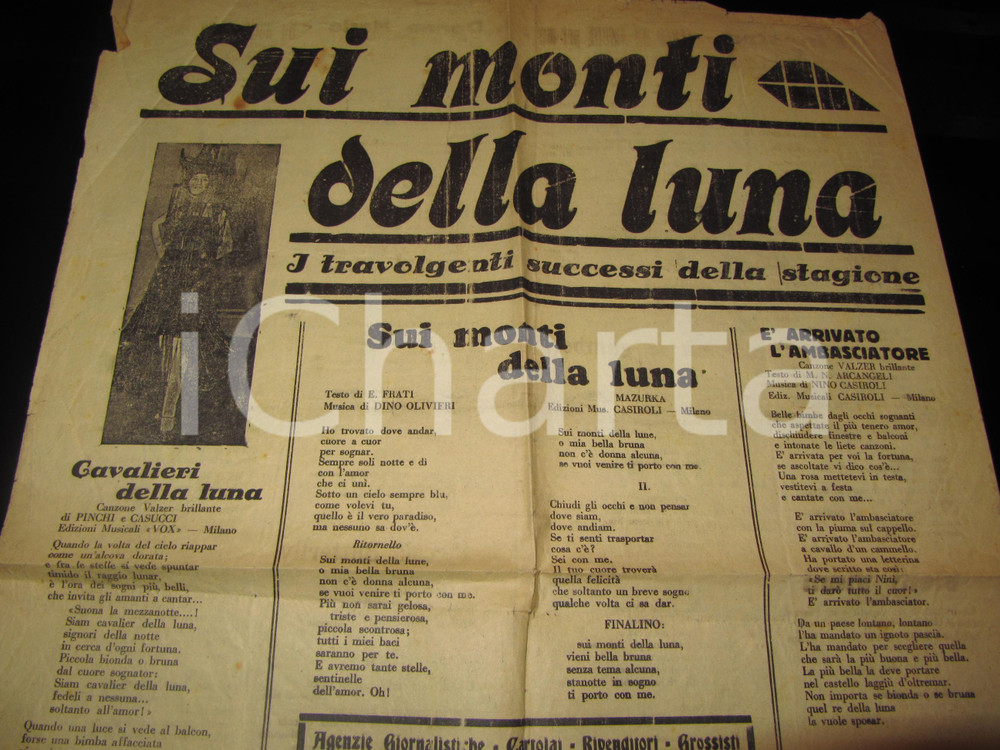 Sui monti
della luna
I travolgenti successi della stagione
Cavalieri
della luna
Canzone Valzer brillante
di PINCHI e CASUCCI
Edizioni Musicali «VOX» — Milano
Quando la volta del cielo riappar
come un'alcova dorata;
e fra le stelle si vede spuntar
timido il raggio lunar,
è l'ora dei sogni più belli,
che invita gli amanti a cantar...
«Suona la mezzanotte....!
Siam cavalier della luna,
signori della notte
in cerca d'ogni fortuna.
Piccola bionda o bruna
dal cuore sognator:
Siam cavalier della luna,
fedeli a nessuna...
soltanto all'amor!»
Quando una luce si vede al balcon,
forse una bimba affacciata
Sui monti
della luna
Testo di E. FRATI
Musica di DINO OLIVIERI
MAZURKA
Edizioni Mus. CASIROLI — Milano
Ho trovato dove andar,
cuore a cuor
per sognar.
Sempre soli notte e dì
con l'amor
che ci unì.
Sotto un cielo sempre blu,
come volevi tu,
quello è il vero paradiso,
ma nessuno sa dov'è.
Ritornello
Sui monti della lune,
o mia bella bruna
non c'è donna alcuna,
se vuoi venire ti porto con me.
Più non sarai gelosa,
triste e pensierosa,
piccola scontrosa;
tutti i miei baci
saranno per te.
E avremo tante stelle,
sentinelle
dell'amor. Oh!
Sui monti della lune,
o mia bella bruna
non c'è donna alcuna,
se vuoi venire ti porto con me.
II.
Chiudi gli occhi e non pensar
dove siam,
dove andiam.
Se ti senti trasportar
cosa c'è?
Sei con me.
Il tuo cuore troverà
quella felicità
che soltanto un breve sogno
qualche volta ci sa dar.
FINALINO:
sui monti della luna,
vieni bella bruna
senza tema alcuna,
stanotte in sogno
ti porto con me.
E' ARRIVATO
L'AMBASCIATORE
Canzone VALZER brillante
Testo di M. N. ARCANGELI
Musica di NINO CASIROLI
Ediz. Musicali CASIROLI — Milano
Belle bimbe dagli occhi sognanti
che aspettate il più tenero amor,
dischiudete finestre e balconi
e intonate le liete canzoni.
E' arrivata per voi la fortuna,
se ascoltate vi dico cos'è...
Una rosa mettetevi in testa,
vestitevi a festa
e cantate con me...
E' arrivato l'ambasciatore
con la piuma sul cappello.
E' arrivato l'ambasciatore
a cavallo d'un cammello.
Ha portato una letterina
dove scritto sta così:
«Se mi piaci Ninì,
ti darò tutto il cuor!»
E' arrivato l'ambasciator.
Da un paese lontano, lontano
l'ha mandato un ignoto pascià.
L'ha mandato per scegliere quella
che sarà la più buona e più bella.
La più bella la deve portare
nel castello laggiù d'oltremar.
Non importa se bionda o se bruna
quel re della luna
la vuole sposar.
Agenzie Giornalistiche - Cartolai - Rivenditori - Grossisti
iCharta